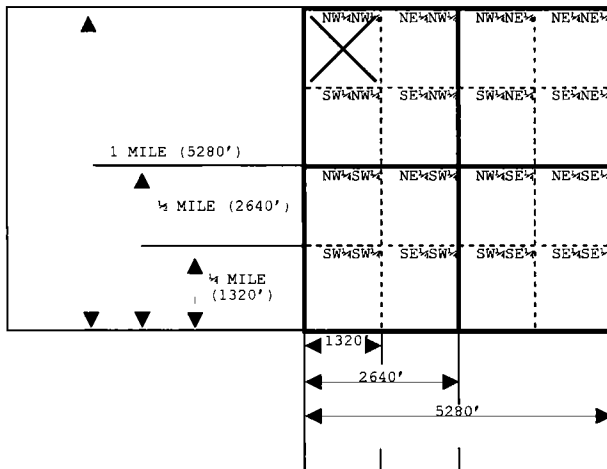 NW¼NW¼ NE¼NW¼ NW¼NE¼ NE¼NE¼
SW¼NW¼ SE¼NW¼ SW¼NE¼ SE¼NE¼
1 MILE (5280')
NW¼SW¼ NE¼SW¼ NW¼SE¼ NE¼SE¼
½ MILE (2640')
SW¼SW¼ SE¼SW¼ SW¼SE¼ SE¼SE¼
¼ MILE
(1320')
1320'
2640'
5280'